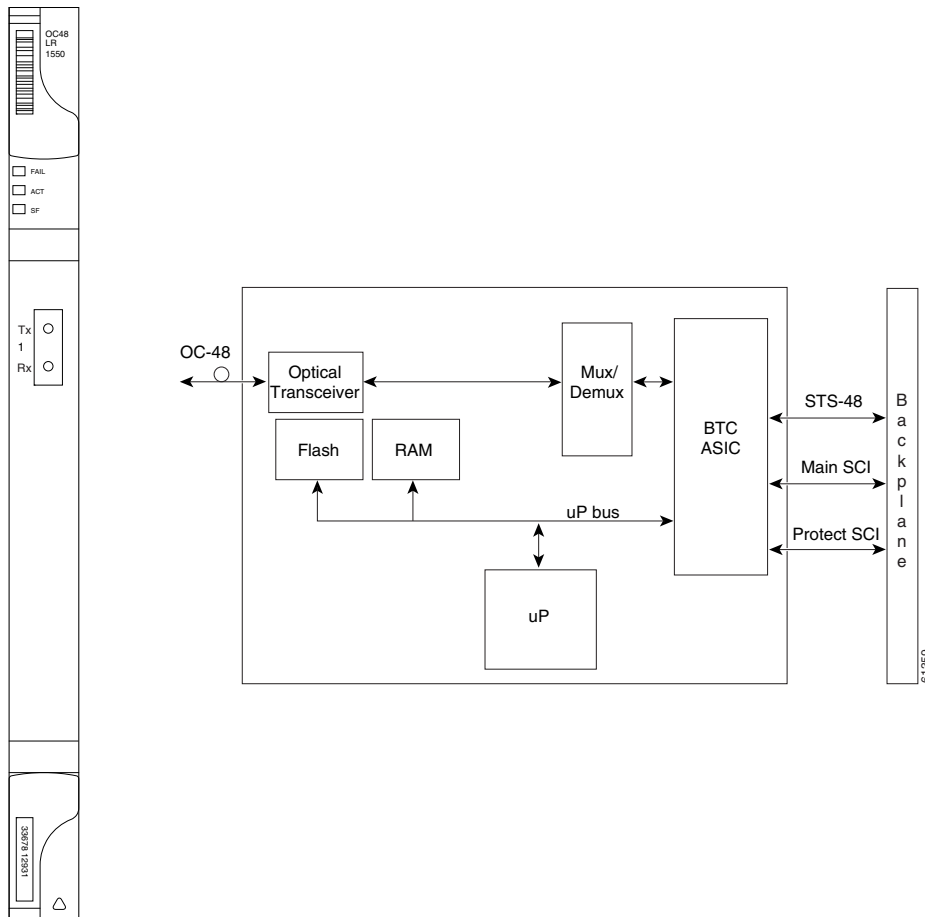 OC48
LR
1550
FAIL
ACT
SF
Tx
1
Rx
33678 12931
OC-48
Optical
Transceiver
Mux/
Demux
BTC
ASIC
Flash
RAM
uP bus
uP
STS-48
Main SCI
Protect SCI
Backplane